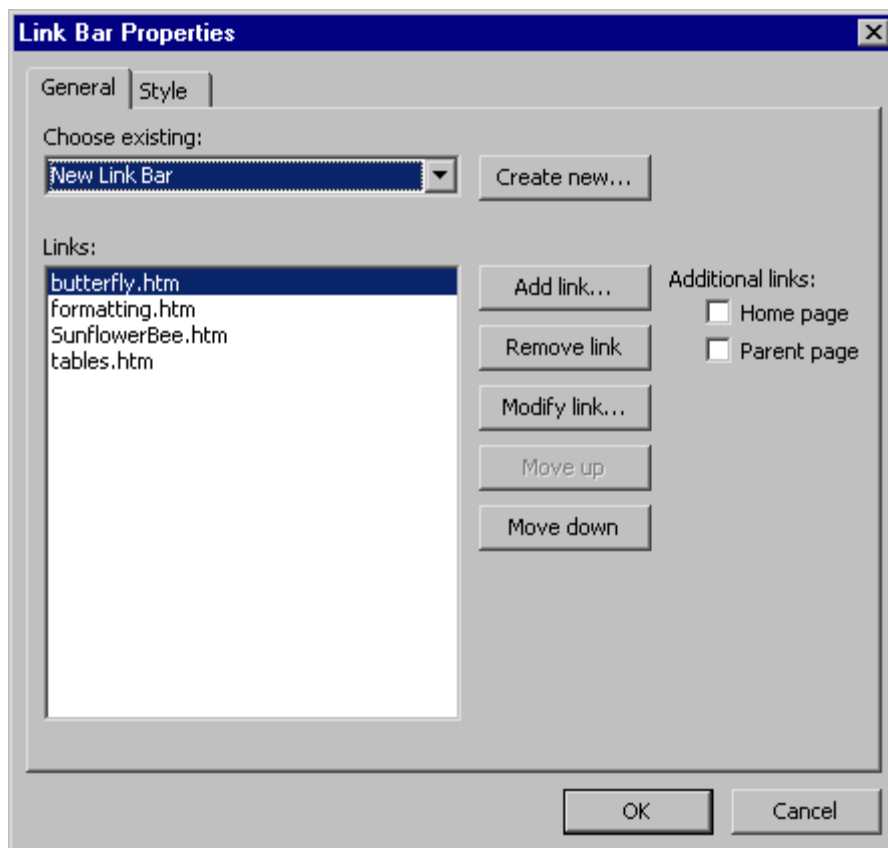 Link Bar Properties
General
Style
Choose existing:
New Link Bar
Create new...
Links:
butterfly.htm
formatting.htm
SunflowerBee.htm
tables.htm
Add link...
Remove link
Modify link...
Move up
Move down
Additional links:
Home page
Parent page
OK
Cancel